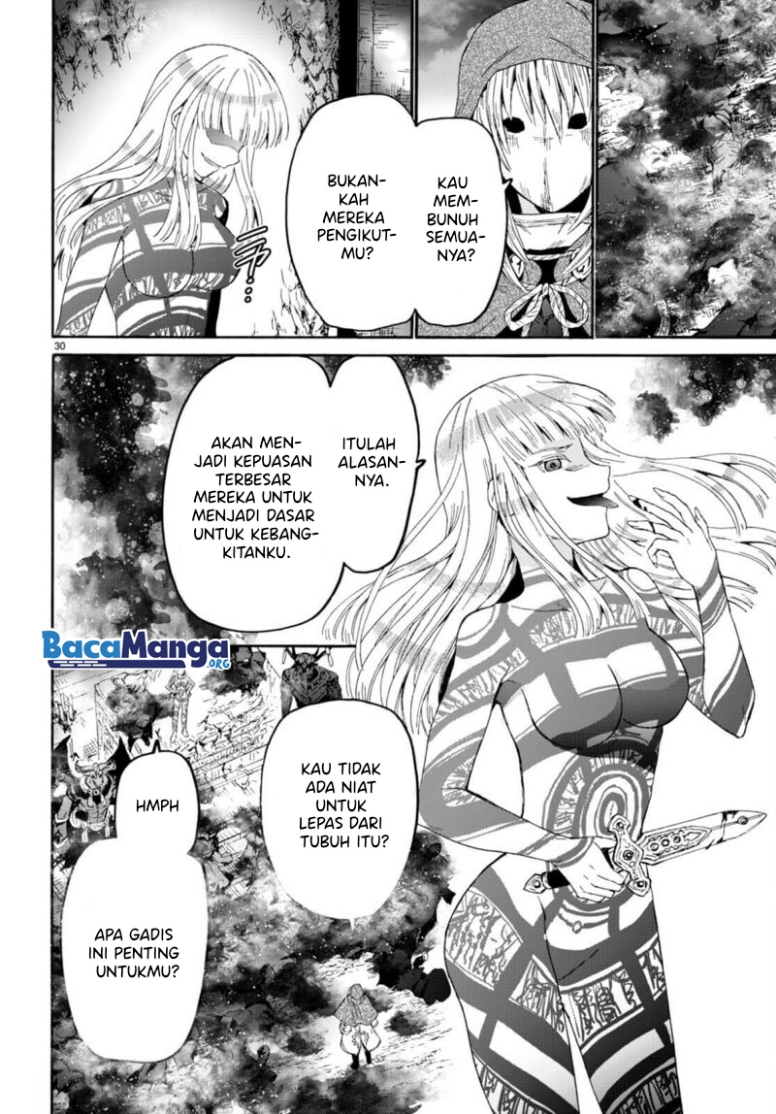 KAU
MEM-
BUNUH
SEMUA-
NYA?
BUKAN-
KAH
MEREKA
PENGIKUT-
MU?
30
ITULAH
ALASAN-
NYA.
AKAN MEN-
JADI KEPUASAN
TERBESAR
MEREKA UNTUK
MENJADI DASAR
UNTUK KEBANG-
KITANKU.
BacaManga
.ORG
KAU TIDAK
ADA NIAT
UNTUK
LEPAS DARI
TUBUH ITU?
HMPH
APA GADIS
INI PENTING
UNTUKMU?